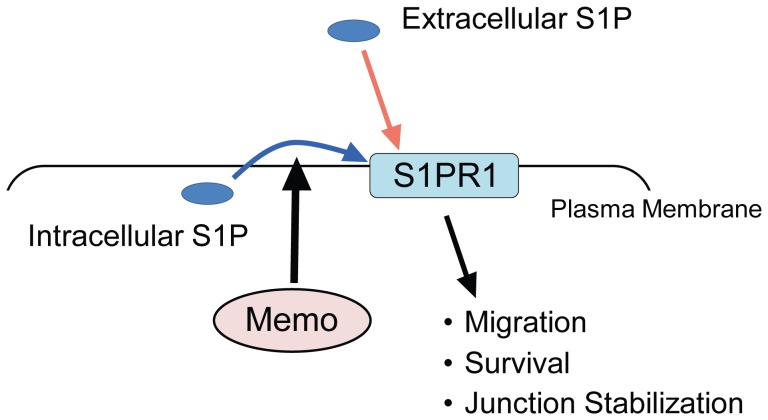 Extracellular S1P
S1PR1
Plasma Membrane
Intracellular S1P
Memo
• Migration
• Survival
• Junction Stabilization